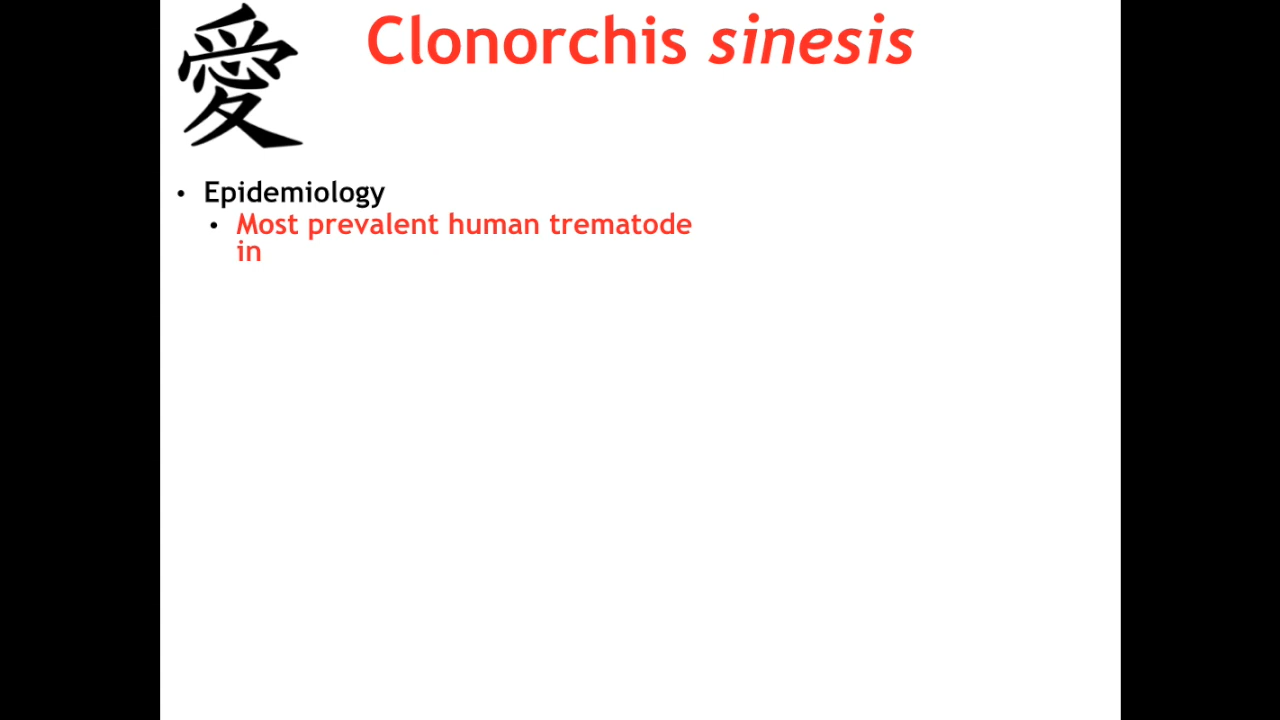 愛
Clonorchis sinesis
• Epidemiology
• Most prevalent human trematode
in